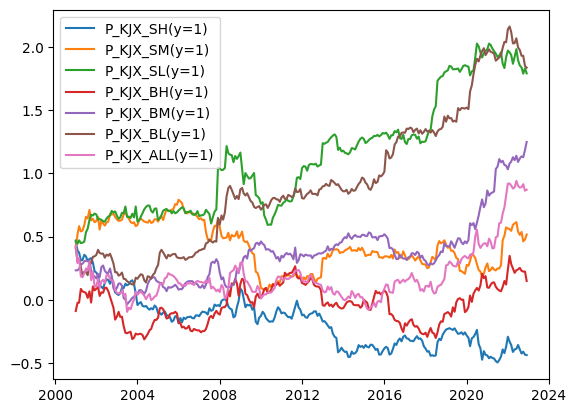 P_KJX_SH(y=1)
P_KJX_SM(y=1)
P_KJX_SL(y=1)
P_KJX_BH(y=1)
P_KJX_BM(y=1)
P_KJX_BL(y=1)
P_KJX_ALL(y=1)
2.0
1.5
1.0
0.5
0.0
−0.5
2000 2004 2008 2012 2016 2020 2024